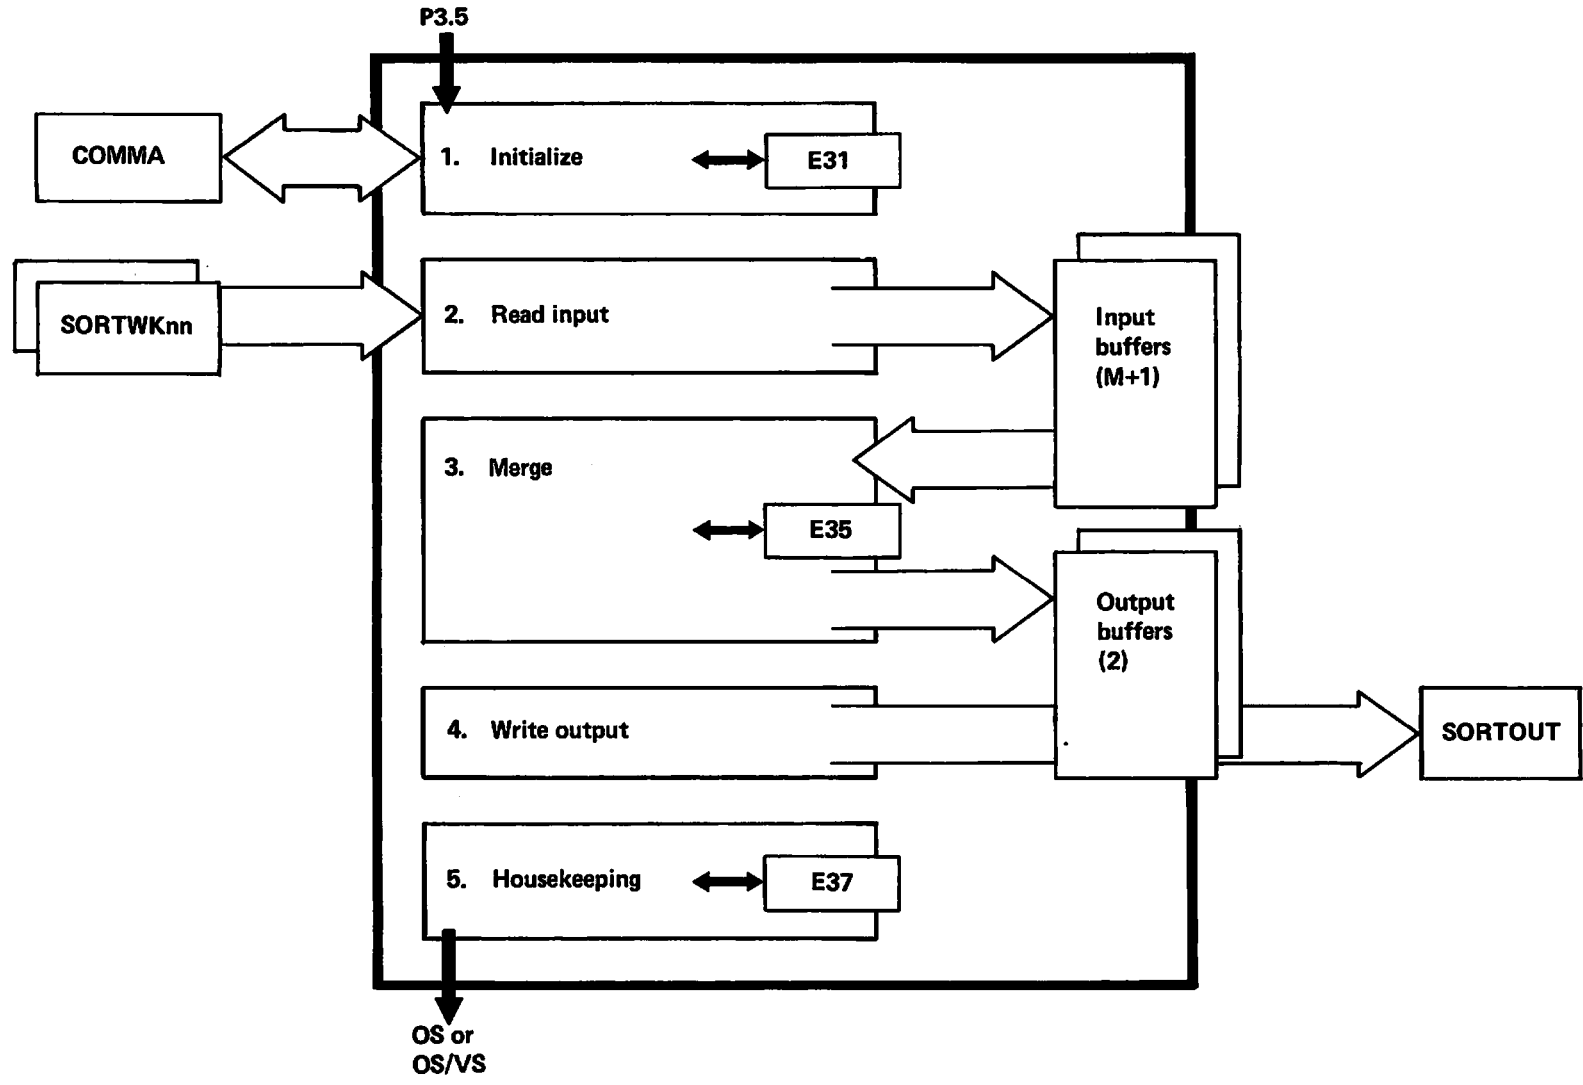 P3.5
COMMA
1. Initialize
E31
SORTWKnn
2. Read input
Input
buffers
(M+1)
3. Merge
E35
Output
buffers
(2)
4. Write output
SORTOUT
5. Housekeeping
E37
OS or
OS/VS